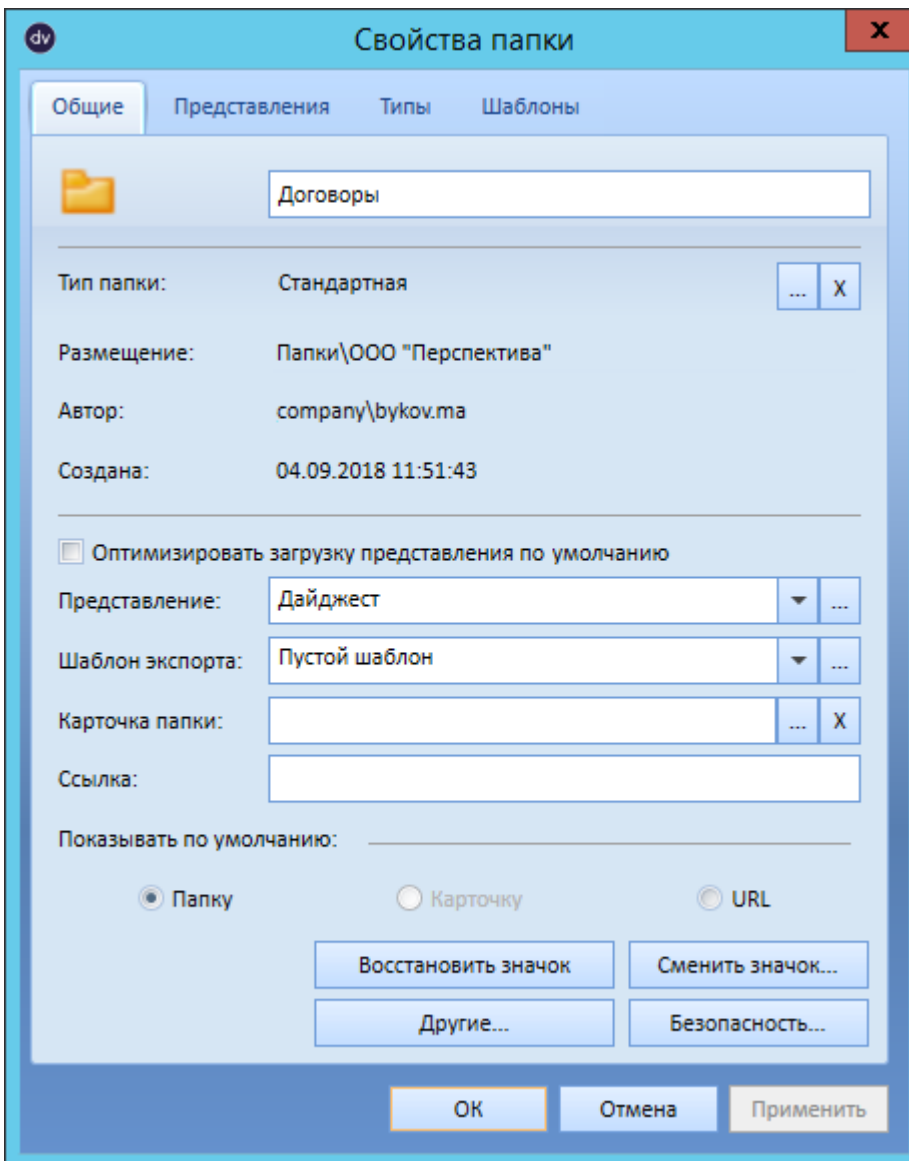 dv Свойства папки x
Общие Представления Типы Шаблоны
Договоры
Тип папки: Стандартная ... X
Размещение: Папки\ООО "Перспектива"
Автор: company\bykov.ma
Создана: 04.09.2018 11:51:43
Оптимизировать загрузку представления по умолчанию
Представление: Дайджест ...
Шаблон экспорта: Пустой шаблон ...
Карточка папки: ... X
Ссылка:
Показывать по умолчанию:
Папку Карточку URL
Восстановить значок Сменить значок...
Другие... Безопасность...
ОК Отмена Применить